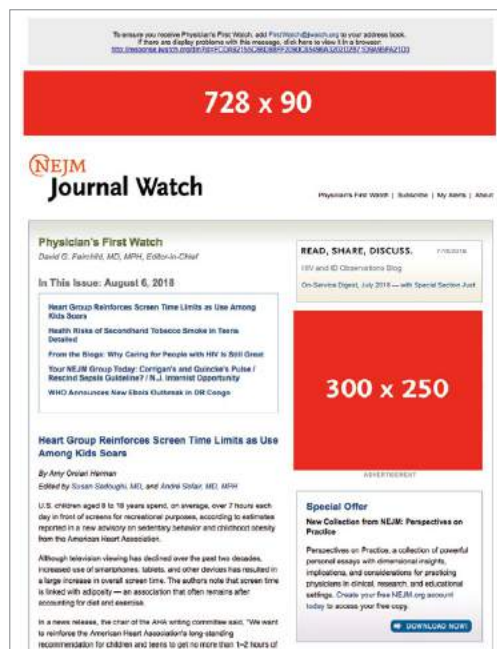 To ensure you receive Physician's First Watch, add FirstWatch@jwatch.org to your address book.
If there are display problems with this message, click here to view it in a browser:
728 x 90
NEJM
Journal Watch
Physician's First Watch | Subscribe | My Alerts | About
Physician's First Watch
David G. Fairchild, MD, MPH, Editor-in-Chief
In This Issue: August 6, 2018
Heart Group Reinforces Screen Time Limits as Use Among
Kids Soars
Health Risks of Secondhand Tobacco Smoke in Teens
Detailed
From the Blogs: Why Caring for People with HIV Is Still Great
Your NEJM Group Today: Corrigan's and Quincke's Pulse /
Rescind Sepsis Guideline? / N.J. Internist Opportunity
WHO Announces New Ebola Outbreak in DR Congo
READ, SHARE, DISCUSS.
HIV and ID Observations Blog
On-Service Digest, July 2018 — with Special Section Just
300 x 250
ADVERTISEMENT
Heart Group Reinforces Screen Time Limits as Use
Among Kids Soars
By Amy Orciari Herman
Edited by Susan Sadoughi, MD, and André Sofair, MD, MPH
U.S. children aged 8 to 18 years spend, on average, over 7 hours each
day in front of screens for recreational purposes, according to estimates
reported in a new advisory on sedentary behavior and childhood obesity
from the American Heart Association.
Although television viewing has declined over the past two decades,
increased use of smartphones, tablets, and other devices has resulted in
a large increase in overall screen time. The authors note that screen time
is linked with adiposity — an association that often remains after
accounting for diet and exercise.
In a news release, the chair of the AHA writing committee said, "We want
to reinforce the American Heart Association's long-standing
recommendation for children and teens to get no more than 1–2 hours of
Special Offer
New Collection from NEJM: Perspectives on
Practice
Perspectives on Practice, a collection of powerful
personal essays with dimensional insights,
implications, and considerations for practicing
physicians in clinical, research, and educational
settings. Create your free NEJM.org account
today to access your free copy.
DOWNLOAD NOW!